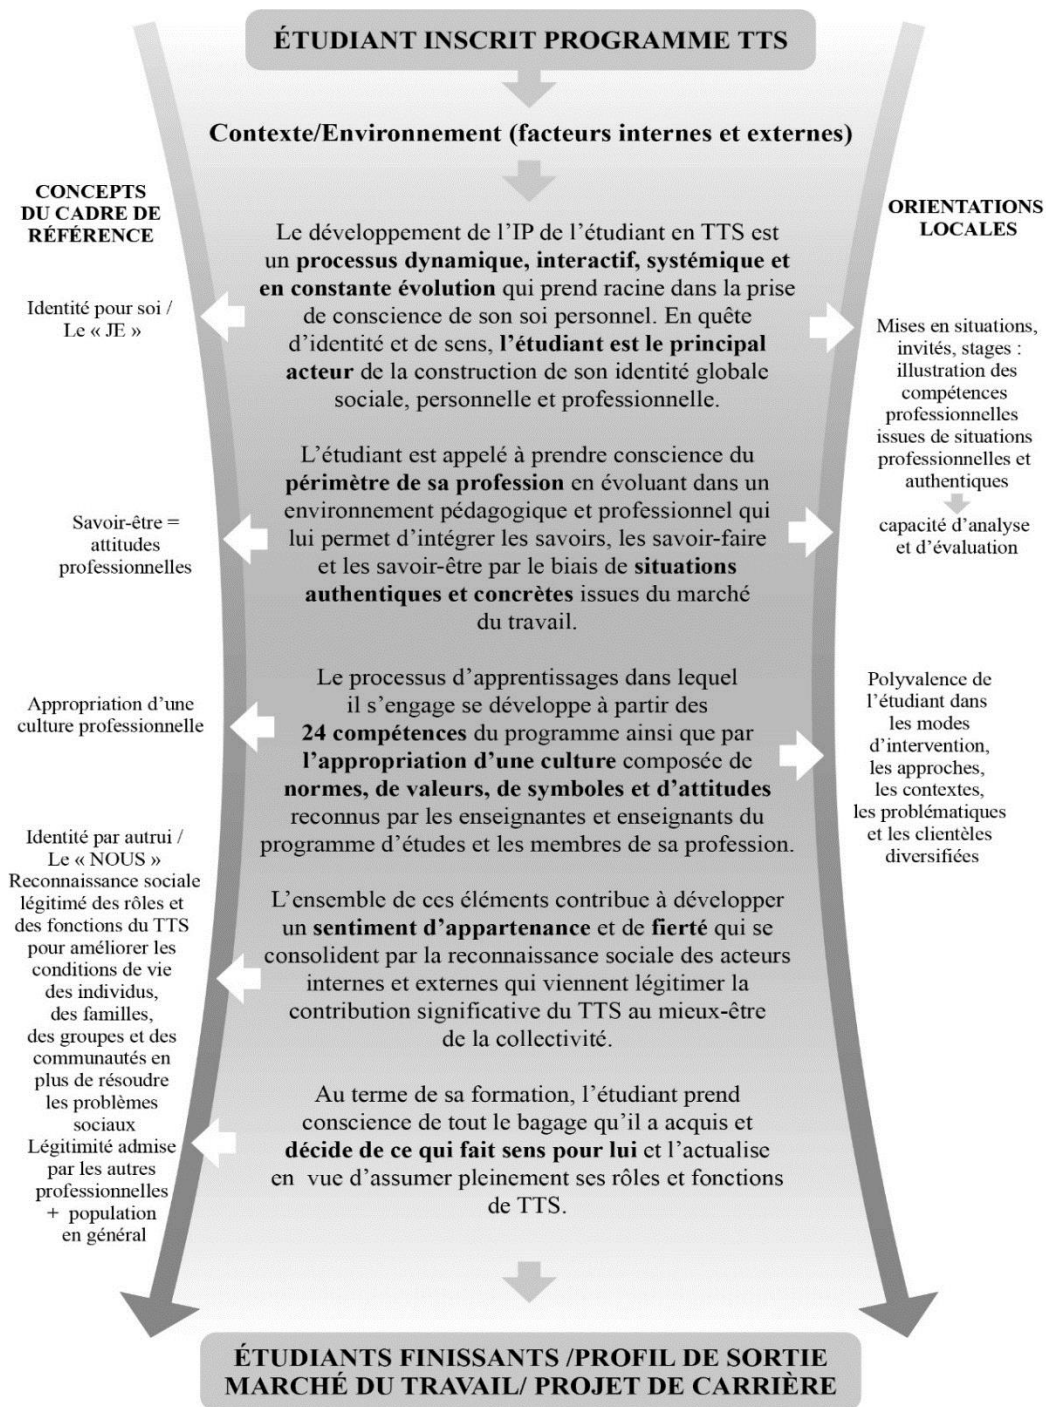 ÉTUDIANT INSCRIT PROGRAMME TTS
Contexte/Environnement (facteurs internes et externes)
CONCEPTS
DU CADRE DE
RÉFÉRENCE
Identité pour soi /
Le « JE »
Savoir-être =
attitudes
professionnelles
Appropriation d’une
culture professionnelle
Identité par autrui /
Le « NOUS »
Reconnaissance sociale
légitimé des rôles et
des fonctions du TTS
pour améliorer les
conditions de vie
des individus,
des familles,
des groupes et des
communautés en
plus de résoudre
les problèmes
sociaux
Légitimité admise
par les autres
professionnelles
+ population
en général
Le développement de l’IP de l’étudiant en TTS est
un processus dynamique, interactif, systémique et
en constante évolution qui prend racine dans la prise
de conscience de son soi personnel. En quête
d’identité et de sens, l’étudiant est le principal
acteur de la construction de son identité globale
sociale, personnelle et professionnelle.
L’étudiant est appelé à prendre conscience du
périmètre de sa profession en évoluant dans un
environnement pédagogique et professionnel qui
lui permet d’intégrer les savoirs, les savoir-faire
et les savoir-être par le biais de situations
authentiques et concrètes issues du marché
du travail.
Le processus d’apprentissages dans lequel
il s’engage se développe à partir des
24 compétences du programme ainsi que par
l’appropriation d’une culture composée de
normes, de valeurs, de symboles et d’attitudes
reconnus par les enseignantes et enseignants du
programme d’études et les membres de sa profession.
L’ensemble de ces éléments contribue à développer
un sentiment d’appartenance et de fierté qui se
consolident par la reconnaissance sociale des acteurs
internes et externes qui viennent légitimer la
contribution significative du TTS au mieux-être
de la collectivité.
Au terme de sa formation, l’étudiant prend
conscience de tout le bagage qu’il a acquis et
décide de ce qui fait sens pour lui et l’actualise
en vue d’assumer pleinement ses rôles et fonctions
de TTS.
ORIENTATIONS
LOCALES
Mises en situations,
invités, stages :
illustration des
compétences
professionnelles
issues de situations
professionnelles et
authentiques
capacité d’analyse
et d’évaluation
Polyvalence de
l’étudiant dans
les modes
d’intervention,
les approches,
les contextes,
les problématiques
et les clientèles
diversifiées
ÉTUDIANTS FINISSANTS /PROFIL DE SORTIE
MARCHÉ DU TRAVAIL/ PROJET DE CARRIÈRE